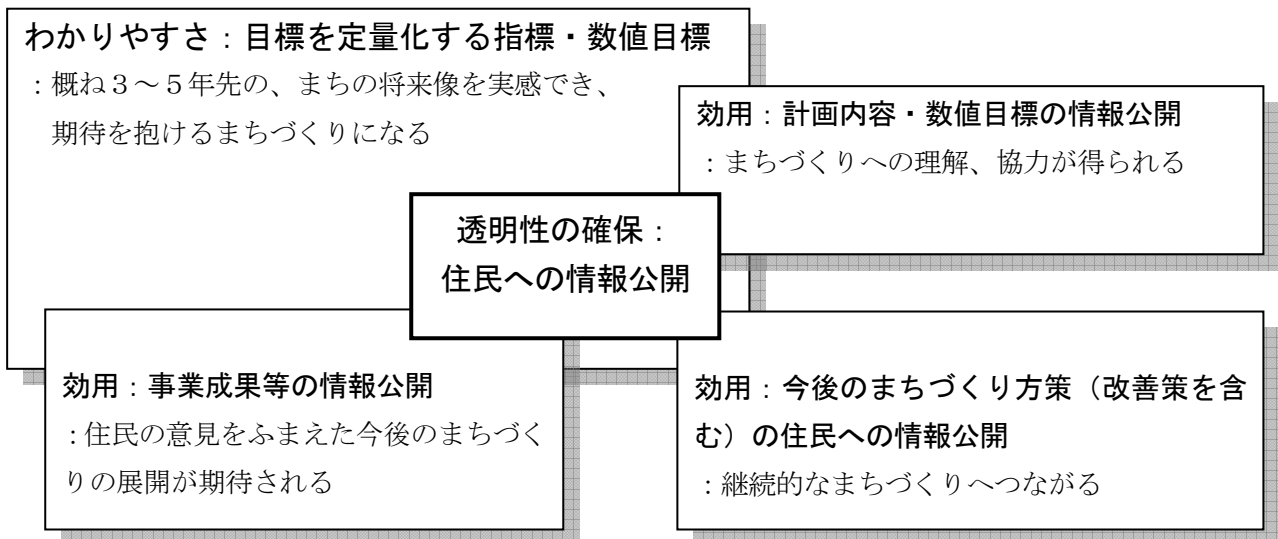 わかりやすさ：目標を定量化する指標・数値目標
：概ね３～５年先の、まちの将来像を実感でき、
期待を抱けるまちづくりになる
効用：計画内容・数値目標の情報公開
：まちづくりへの理解、協力が得られる
透明性の確保：
住民への情報公開
効用：事業成果等の情報公開
：住民の意見をふまえた今後のまちづく
りの展開が期待される
効用：今後のまちづくり方策（改善策を含
む）の住民への情報公開
：継続的なまちづくりへつながる